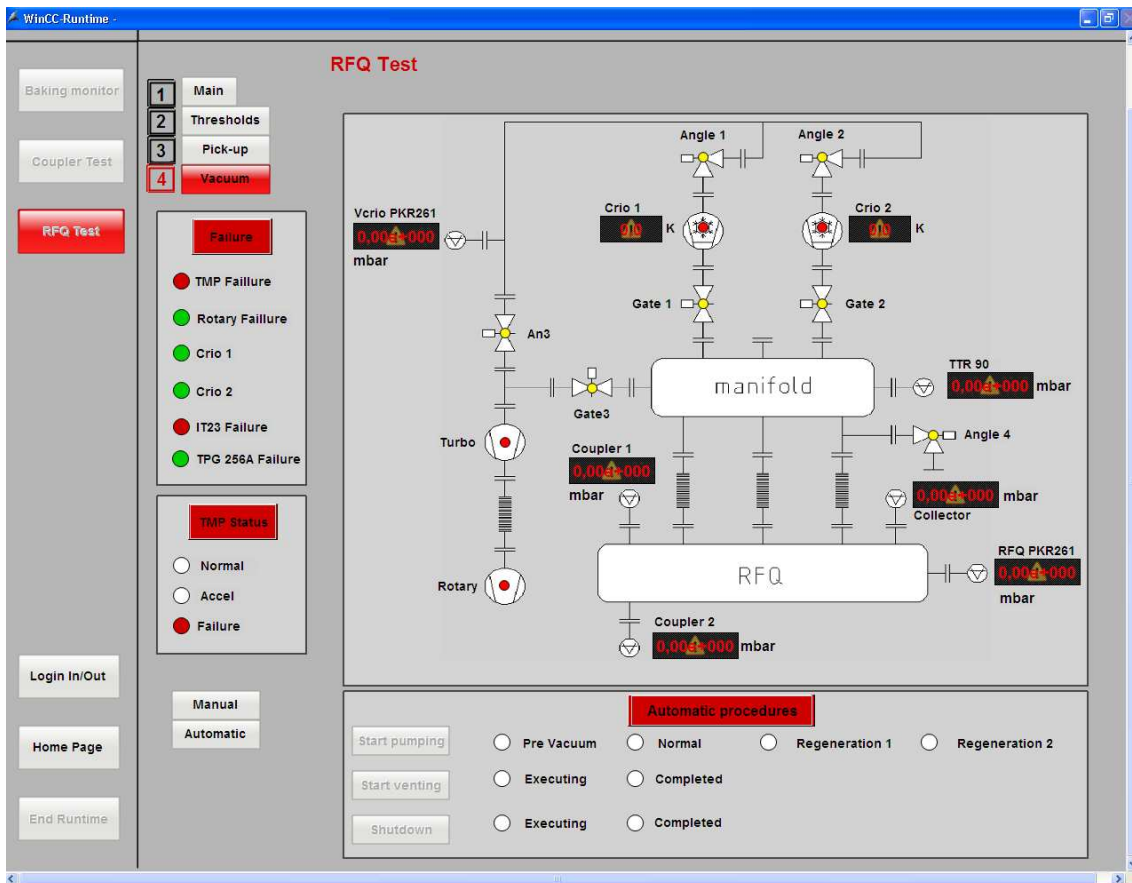 WinCC-Runtime -
RFQ Test
Baking monitor
Coupler Test
RFQ Test
1 Main
2 Thresholds
3 Pick-up
4 Vacuum
Failure
TMP Faillure
Rotary Faillure
Crio 1
Crio 2
IT23 Failure
TPG 256A Failure
TMP Status
Normal
Accel
Failure
Manual
Automatic
Login In/Out
Home Page
End Runtime
Angle 1
Angle 2
Vcrio PKR261
mbar
Crio 1
K
Crio 2
K
Gate 1
Gate 2
An3
manifold
TTR 90
mbar
Gate3
Turbo
Coupler 1
mbar
Angle 4
mbar
Collector
Rotary
RFQ
RFQ PKR261
mbar
Coupler 2
mbar
Automatic procedures
Start pumping
Pre Vacuum
Normal
Regeneration 1
Regeneration 2
Start venting
Executing
Completed
Shutdown
Executing
Completed